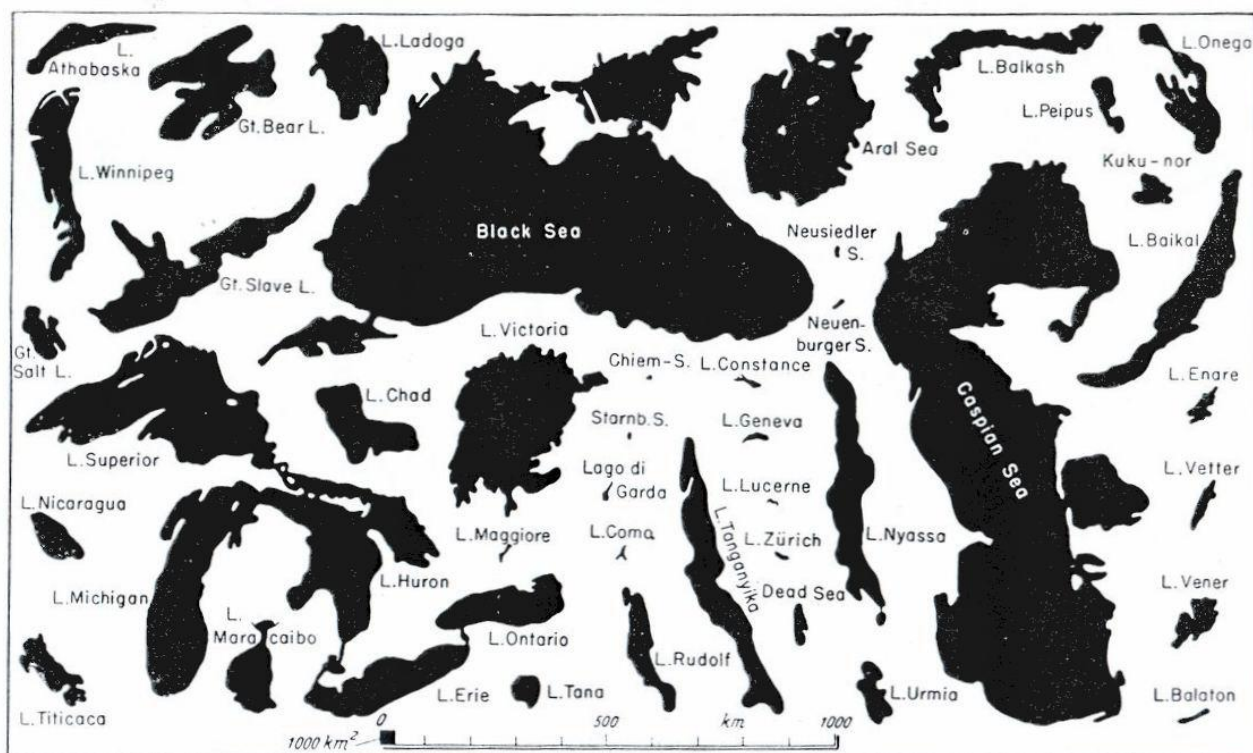 L.
Athabaska
Gt. Bear L.
L. Ladoga
L. Balkash
L. Onega
L. Peipus
Aral Sea
Kuku-nor
L. Winnipeg
Black Sea
Neusiedler
S.
L. Baikal
Gt. Slave L.
Neuen-
burger S.
Gt.
Salt L.
L. Victoria
Chiem-S.
L. Constance
L. Enare
L. Chad
Caspian Sea
Starnb. S.
L. Geneva
L. Superior
Lago di
Garda
L. Lucerne
L. Vetter
L. Nicaragua
L. Maggiore
L. Como
L. Tanganyika
L. Zürich
L. Nyassa
L. Huron
L. Michigan
Dead Sea
L. Vener
L.
Maracaibo
L. Ontario
L. Rudolf
L. Erie
L. Tana
L. Urmia
L. Balaton
L. Titicaca
0 500 km 1000
1000 km²